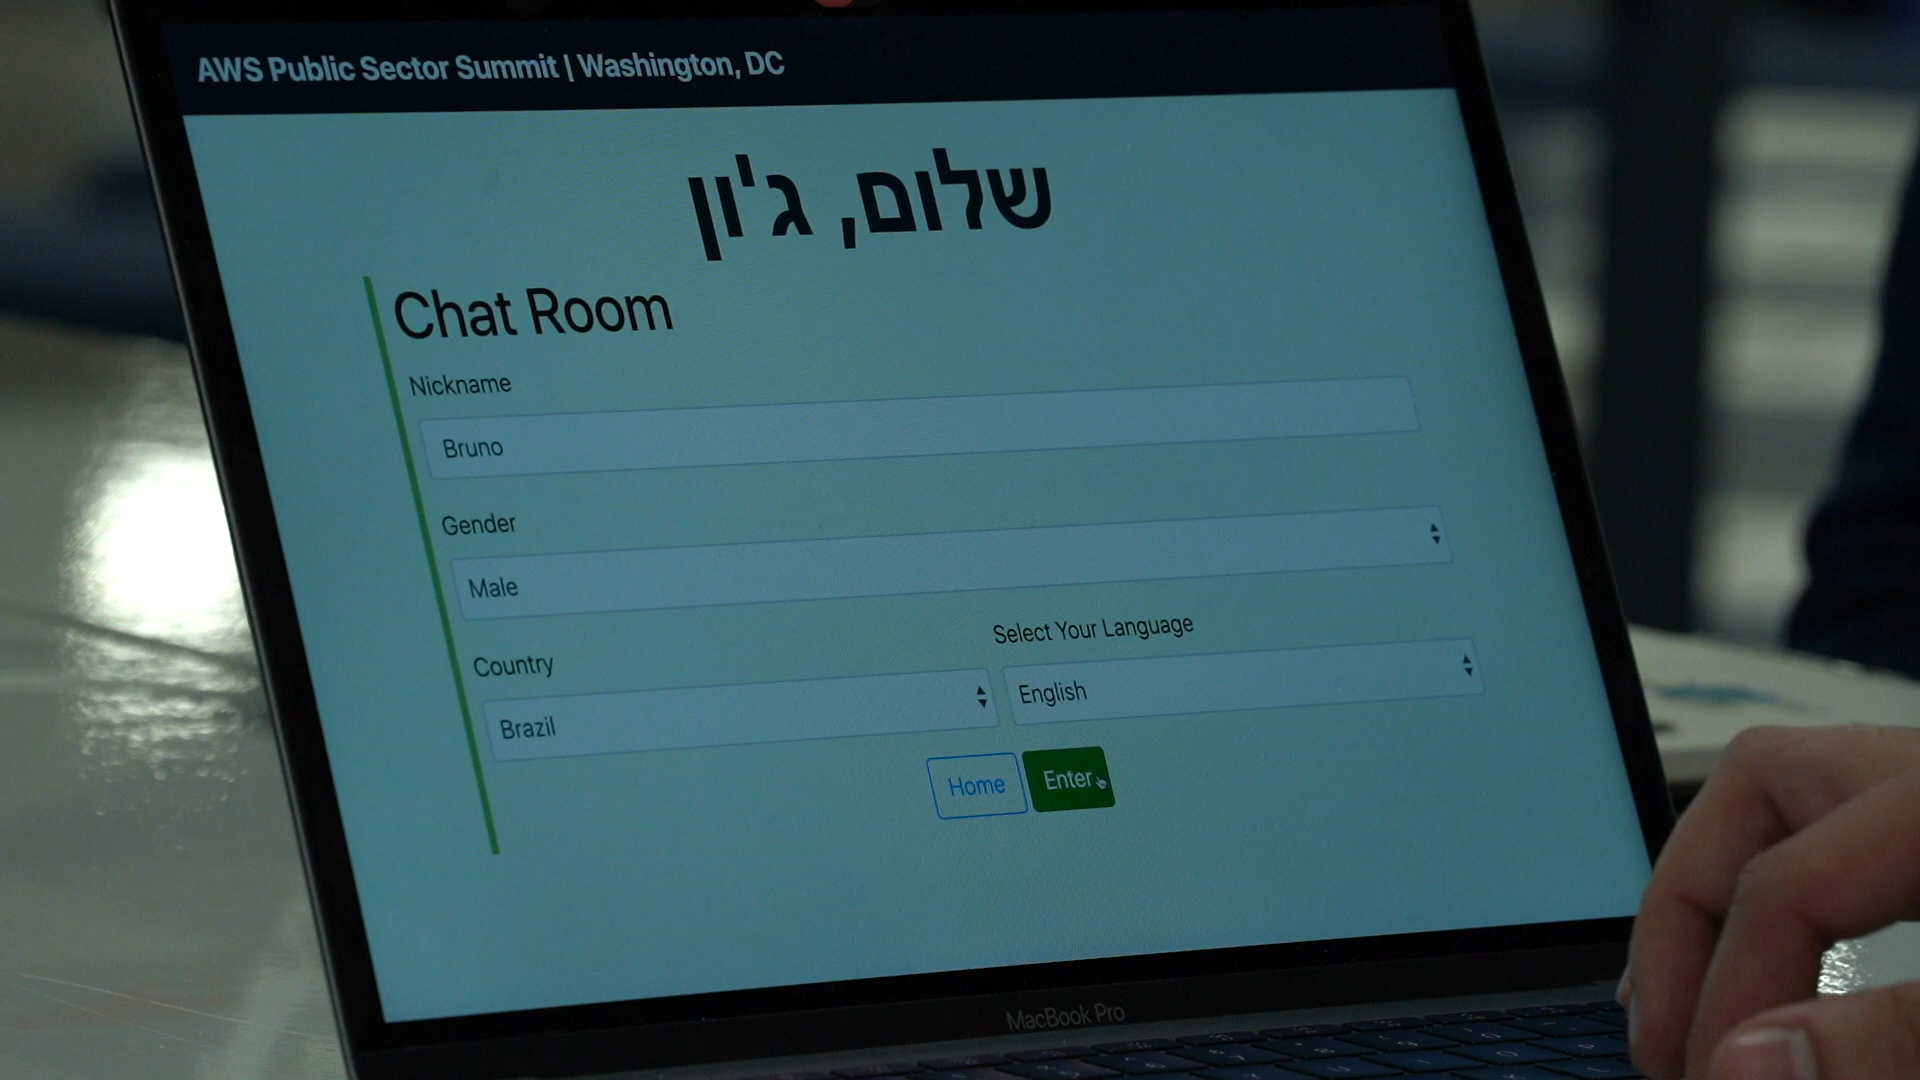 AWS Public Sector Summit | Washington, DC
שלום, ג'ון
Chat Room
Nickname
Bruno
Gender
Male
Country
Select Your Language
Brazil
English
Home
Enter
MacBook Pro